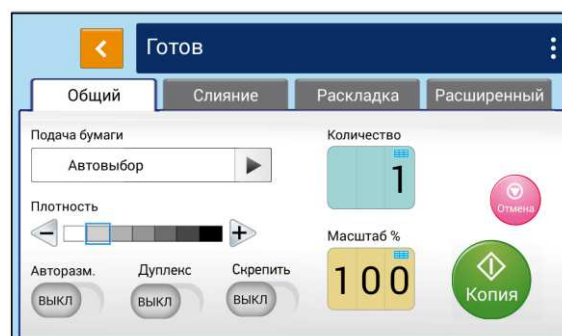 Готов
Общий
Слияние
Раскладка
Расширенный
Подача бумаги
Автовыбор
Количество
1
Плотность
Отмена
Масштаб %
100
Авторазм.
Дуплекс
Скрепить
ВЫКЛ
ВЫКЛ
ВЫКЛ
Копия